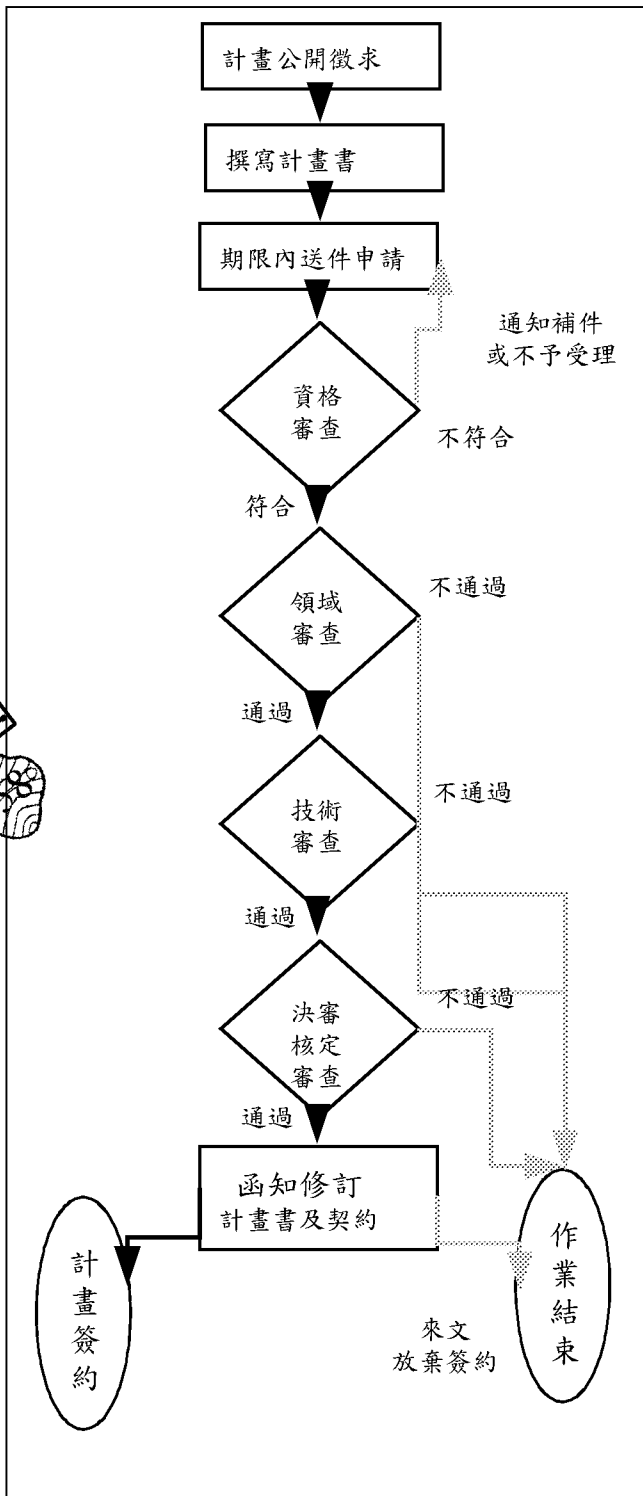 計畫公開徵求
撰寫計畫書
期限內送件申請
通知補件
或不予受理
資格
審查
不符合
符合
領域
審查
不通過
通過
技術
審查
不通過
通過
決審
核定
審查
不通過
通過
函知修訂
計畫書及契約
計畫簽約
作業結束
來文
放棄簽約